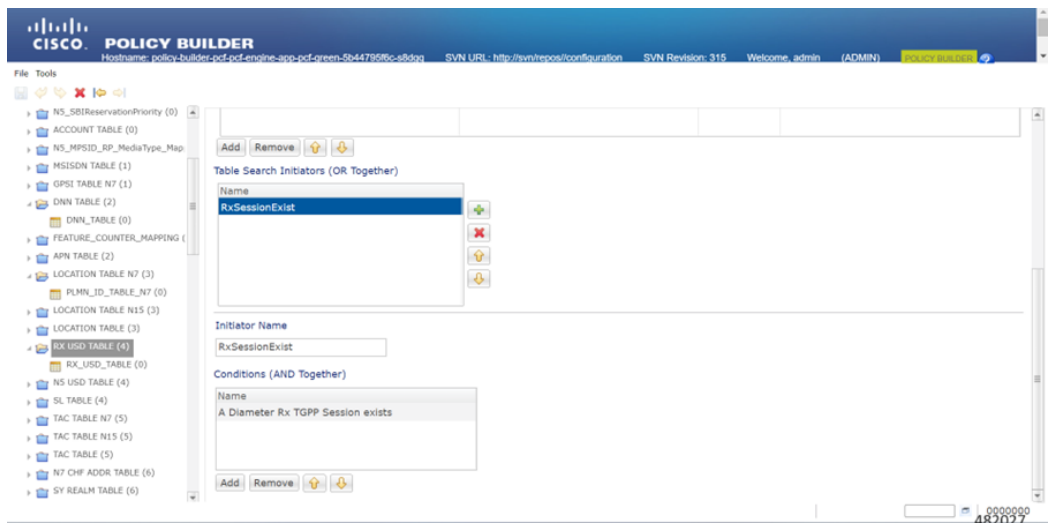 CISCO. POLICY BUILDER
Hostname: policy-builder-pcf-pcf-engine-app-pcf-green-5b44795f6c-s8dgg SVN URL: http://svn/repos//configuration SVN Revision: 315 Welcome, admin (ADMIN) POLICY BUILDER
File Tools
N5_SBIReservationPriority (0)
ACCOUNT TABLE (0)
N5_MPSID_RP_MediaType_Map
MSISDN TABLE (1)
GPSI TABLE N7 (1)
DNN TABLE (2)
DNN_TABLE (0)
FEATURE_COUNTER_MAPPING (
APN TABLE (2)
LOCATION TABLE N7 (3)
PLMN_ID_TABLE_N7 (0)
LOCATION TABLE N15 (3)
LOCATION TABLE (3)
RX USD TABLE (4)
RX_USD_TABLE (0)
N5 USD TABLE (4)
SL TABLE (4)
TAC TABLE N7 (5)
TAC TABLE N15 (5)
TAC TABLE (5)
N7 CHF ADDR TABLE (6)
SY REALM TABLE (6)
Add Remove
Table Search Initiators (OR Together)
Name
RxSessionExist
Initiator Name
RxSessionExist
Conditions (AND Together)
Name
A Diameter Rx TGPP Session exists
Add Remove
0000000
482027